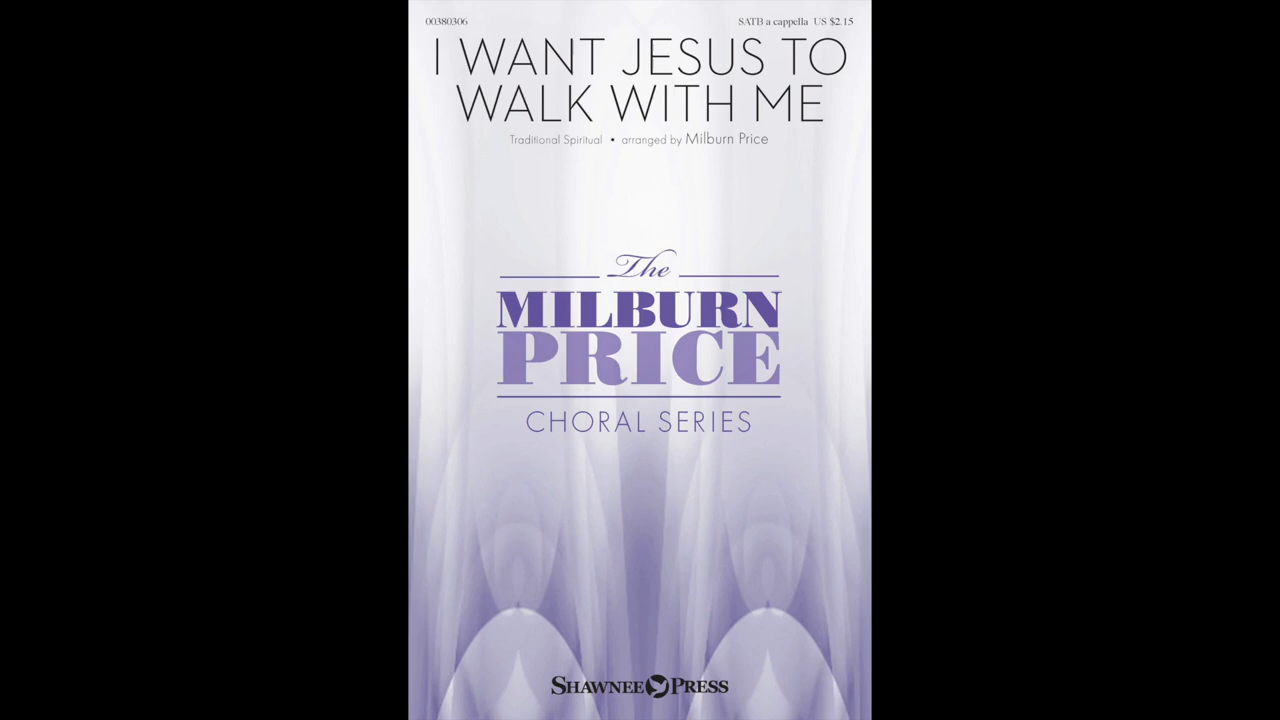 00380306 SATB a cappella US $2.15
I WANT JESUS TO
WALK WITH ME
Traditional Spiritual • arranged by Milburn Price
The
MILBURN
PRICE
CHORAL SERIES
SHAWNEE PRESS